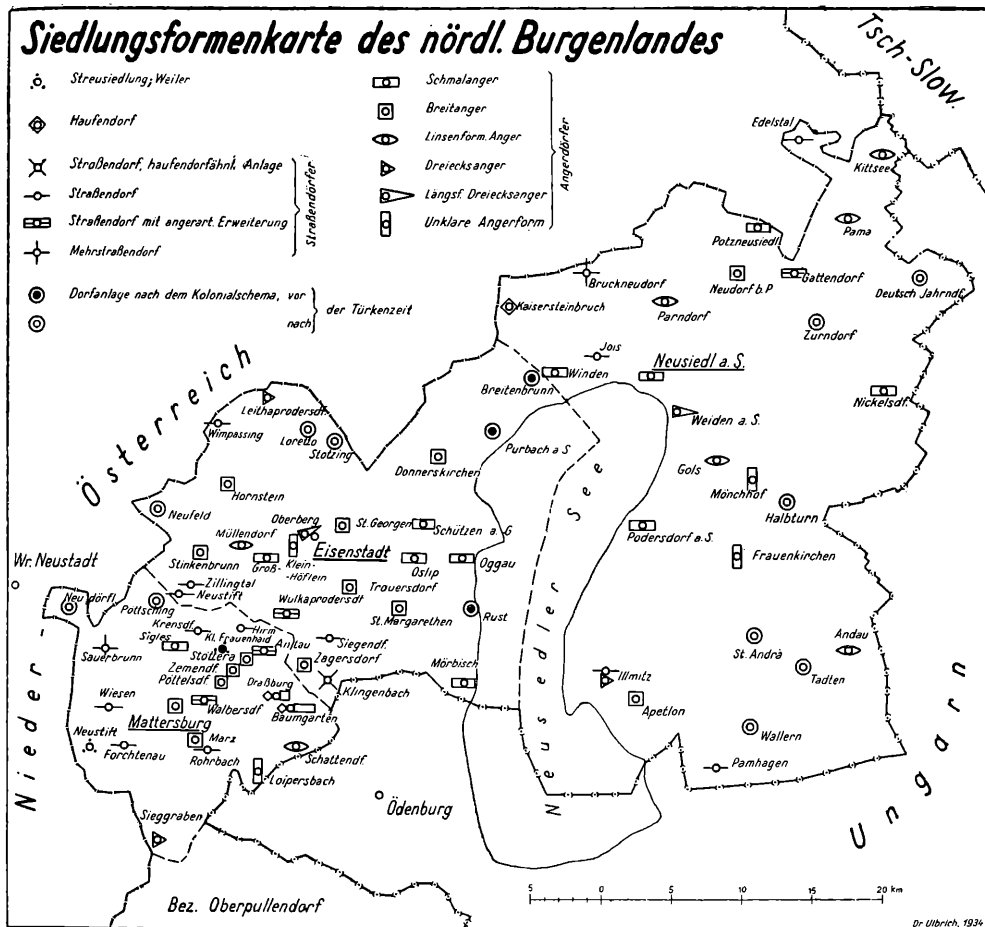 Siedlungsformenkarte des nördl. Burgenlandes
Streusiedlung; Weiler
Haufendorf
Straßendorf, haufendorfähnl. Anlage
Straßendorf
Straßendorf mit angerart. Erweiterung
Mehrstraßendorf
Straßendörfer
Dorfanlage nach dem Kolonialschema, vor
nach
der Türkenzeit
Schmalanger
Breitanger
Linsenform. Anger
Dreiecksanger
Längsf. Dreiecksanger
Unklare Angerform
Angerdörfer
Tsch-Slow.
Edelstal
Kittsee
Pama
Potzneusiedl
Bruckneudorf
Neudorf b.P
Gattendorf
Deutsch Jahrndf.
Kaisersteinbruch
Parndorf
Zurndorf
Jois
Neusiedl a.S.
Winden
Breitenbrunn
Nickelsdf.
Österreich
Leithaprodersdf.
Wimpassing
Loretto
Stotzing
Purbach a S
Weiden a.S.
Donnerskirchen
Gols
Mönchhof
Hornstein
Halbturn
Neufeld
Oberberg
St. Georgen
Schützen a. G
Podersdorf a.S.
Müllendorf
Eisenstadt
Wr. Neustadt
Stinkenbrunn
Groß-
Klein-
-Höflein
Oslip
Oggau
Frauenkirchen
Zillingtal
Neustift
Trauersdorf
Neudörfl
Pöttsching
Wulkaprodersdf
St. Margarethen
Rust
Krensdf.
Hirm
Kl. Frauenhaid
Siegendf.
Sigles
Antau
St. Andrä
Andau
Sauerbrunn
Stöttera
Zemendf.
Zagersdorf
Mörbisch
Illmitz
Tadten
Pöttelsdf
Draßburg
Klingenbach
Wiesen
Walbersdf
Baumgarten
Apetlon
Mattersburg
Wallern
Neustift
Forchtenau
Marz
Rohrbach
Schattendf.
Loipersbach
Pamhagen
Sieggraben
Ödenburg
Neusiedler See
Nieder-
Ungarn
Bez. Oberpullendorf
5 0 5 10 15 20 km
Dr Ulbrich, 1934